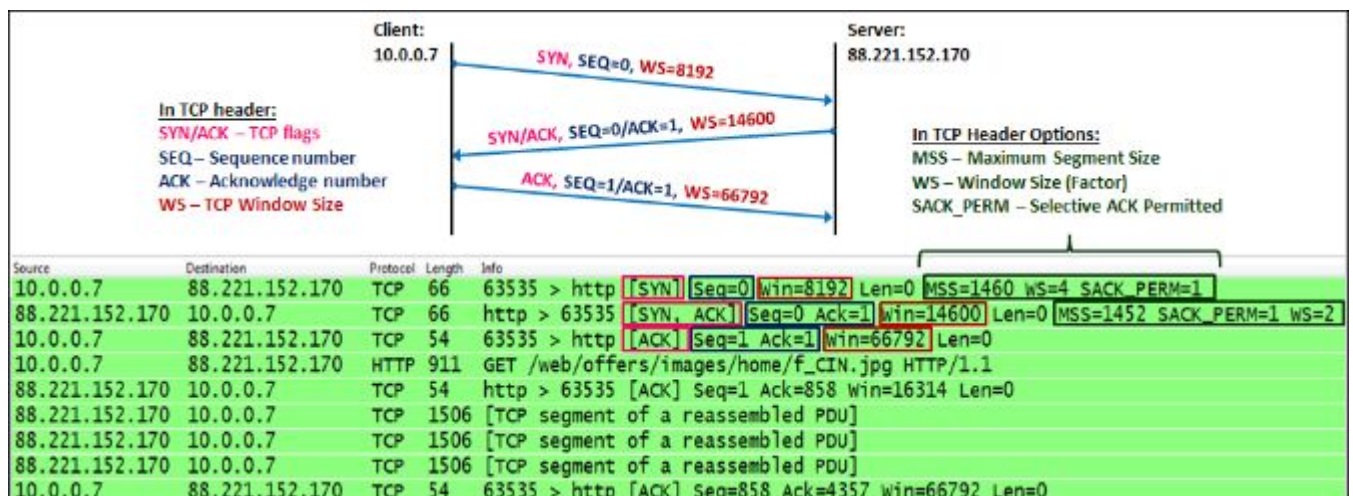 Client:
10.0.0.7
Server:
88.221.152.170
SYN, SEQ=0, WS=8192
SYN/ACK, SEQ=0/ACK=1, WS=14600
ACK, SEQ=1/ACK=1, WS=66792
In TCP header:
SYN/ACK – TCP flags
SEQ – Sequence number
ACK – Acknowledge number
WS – TCP Window Size
In TCP Header Options:
MSS – Maximum Segment Size
WS – Window Size (Factor)
SACK_PERM – Selective ACK Permitted
Source Destination Protocol Length Info
10.0.0.7 88.221.152.170 TCP 66 63535 > http [SYN] Seq=0 Win=8192 Len=0 MSS=1460 WS=4 SACK_PERM=1
88.221.152.170 10.0.0.7 TCP 66 http > 63535 [SYN, ACK] Seq=0 Ack=1 Win=14600 Len=0 MSS=1452 SACK_PERM=1 WS=2
10.0.0.7 88.221.152.170 TCP 54 63535 > http [ACK] Seq=1 Ack=1 Win=66792 Len=0
10.0.0.7 88.221.152.170 HTTP 911 GET /web/offers/images/home/f_CIN.jpg HTTP/1.1
88.221.152.170 10.0.0.7 TCP 54 http > 63535 [ACK] Seq=1 Ack=858 Win=16314 Len=0
88.221.152.170 10.0.0.7 TCP 1506 [TCP segment of a reassembled PDU]
88.221.152.170 10.0.0.7 TCP 1506 [TCP segment of a reassembled PDU]
88.221.152.170 10.0.0.7 TCP 1506 [TCP segment of a reassembled PDU]
10.0.0.7 88.221.152.170 TCP 54 63535 > http [ACK] Seq=858 Ack=4357 Win=66792 Len=0